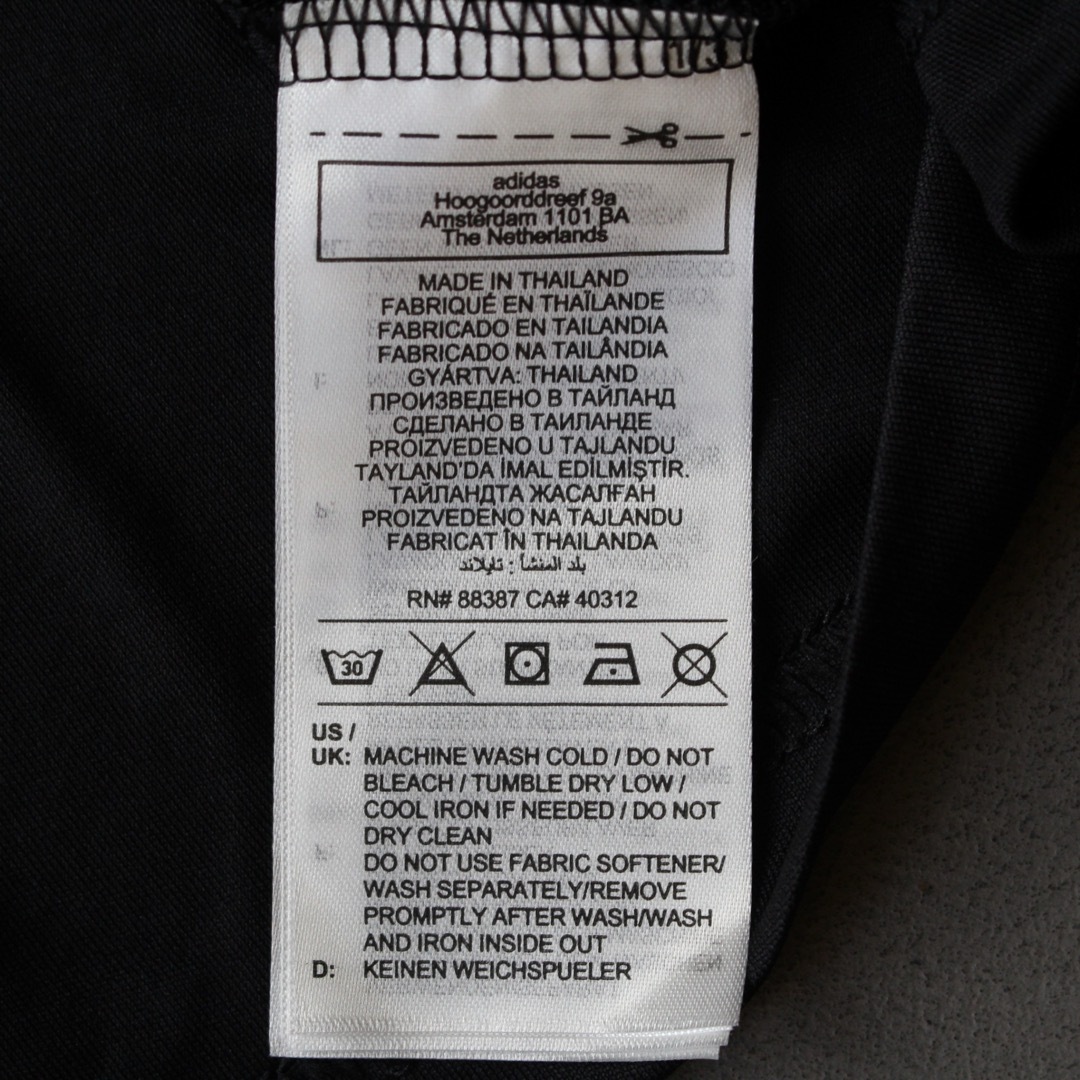 1/3
adidas
Hoogoorddreef 9a
Amsterdam 1101 BA
The Netherlands
MADE IN THAILAND
FABRIQUÉ EN THAÏLANDE
FABRICADO EN TAILANDIA
FABRICADO NA TAILÂNDIA
GYÁRTVA: THAILAND
ПРОИЗВЕДЕНО В ТАЙЛАНД
СДЕЛАНО В ТАИЛАНДЕ
PROIZVEDENO U TAJLANDU
TAYLAND'DA İMAL EDİLMİŞTİR.
ТАЙЛАНДТА ЖАСАЛҒАН
PROIZVEDENO NA TAJLANDU
FABRICAT ÎN THAILANDA
بلد المنشأ : تايلاند
RN# 88387 CA# 40312
30
US /
UK: MACHINE WASH COLD / DO NOT
BLEACH / TUMBLE DRY LOW /
COOL IRON IF NEEDED / DO NOT
DRY CLEAN
DO NOT USE FABRIC SOFTENER/
WASH SEPARATELY/REMOVE
PROMPTLY AFTER WASH/WASH
AND IRON INSIDE OUT
D: KEINEN WEICHSPUELER